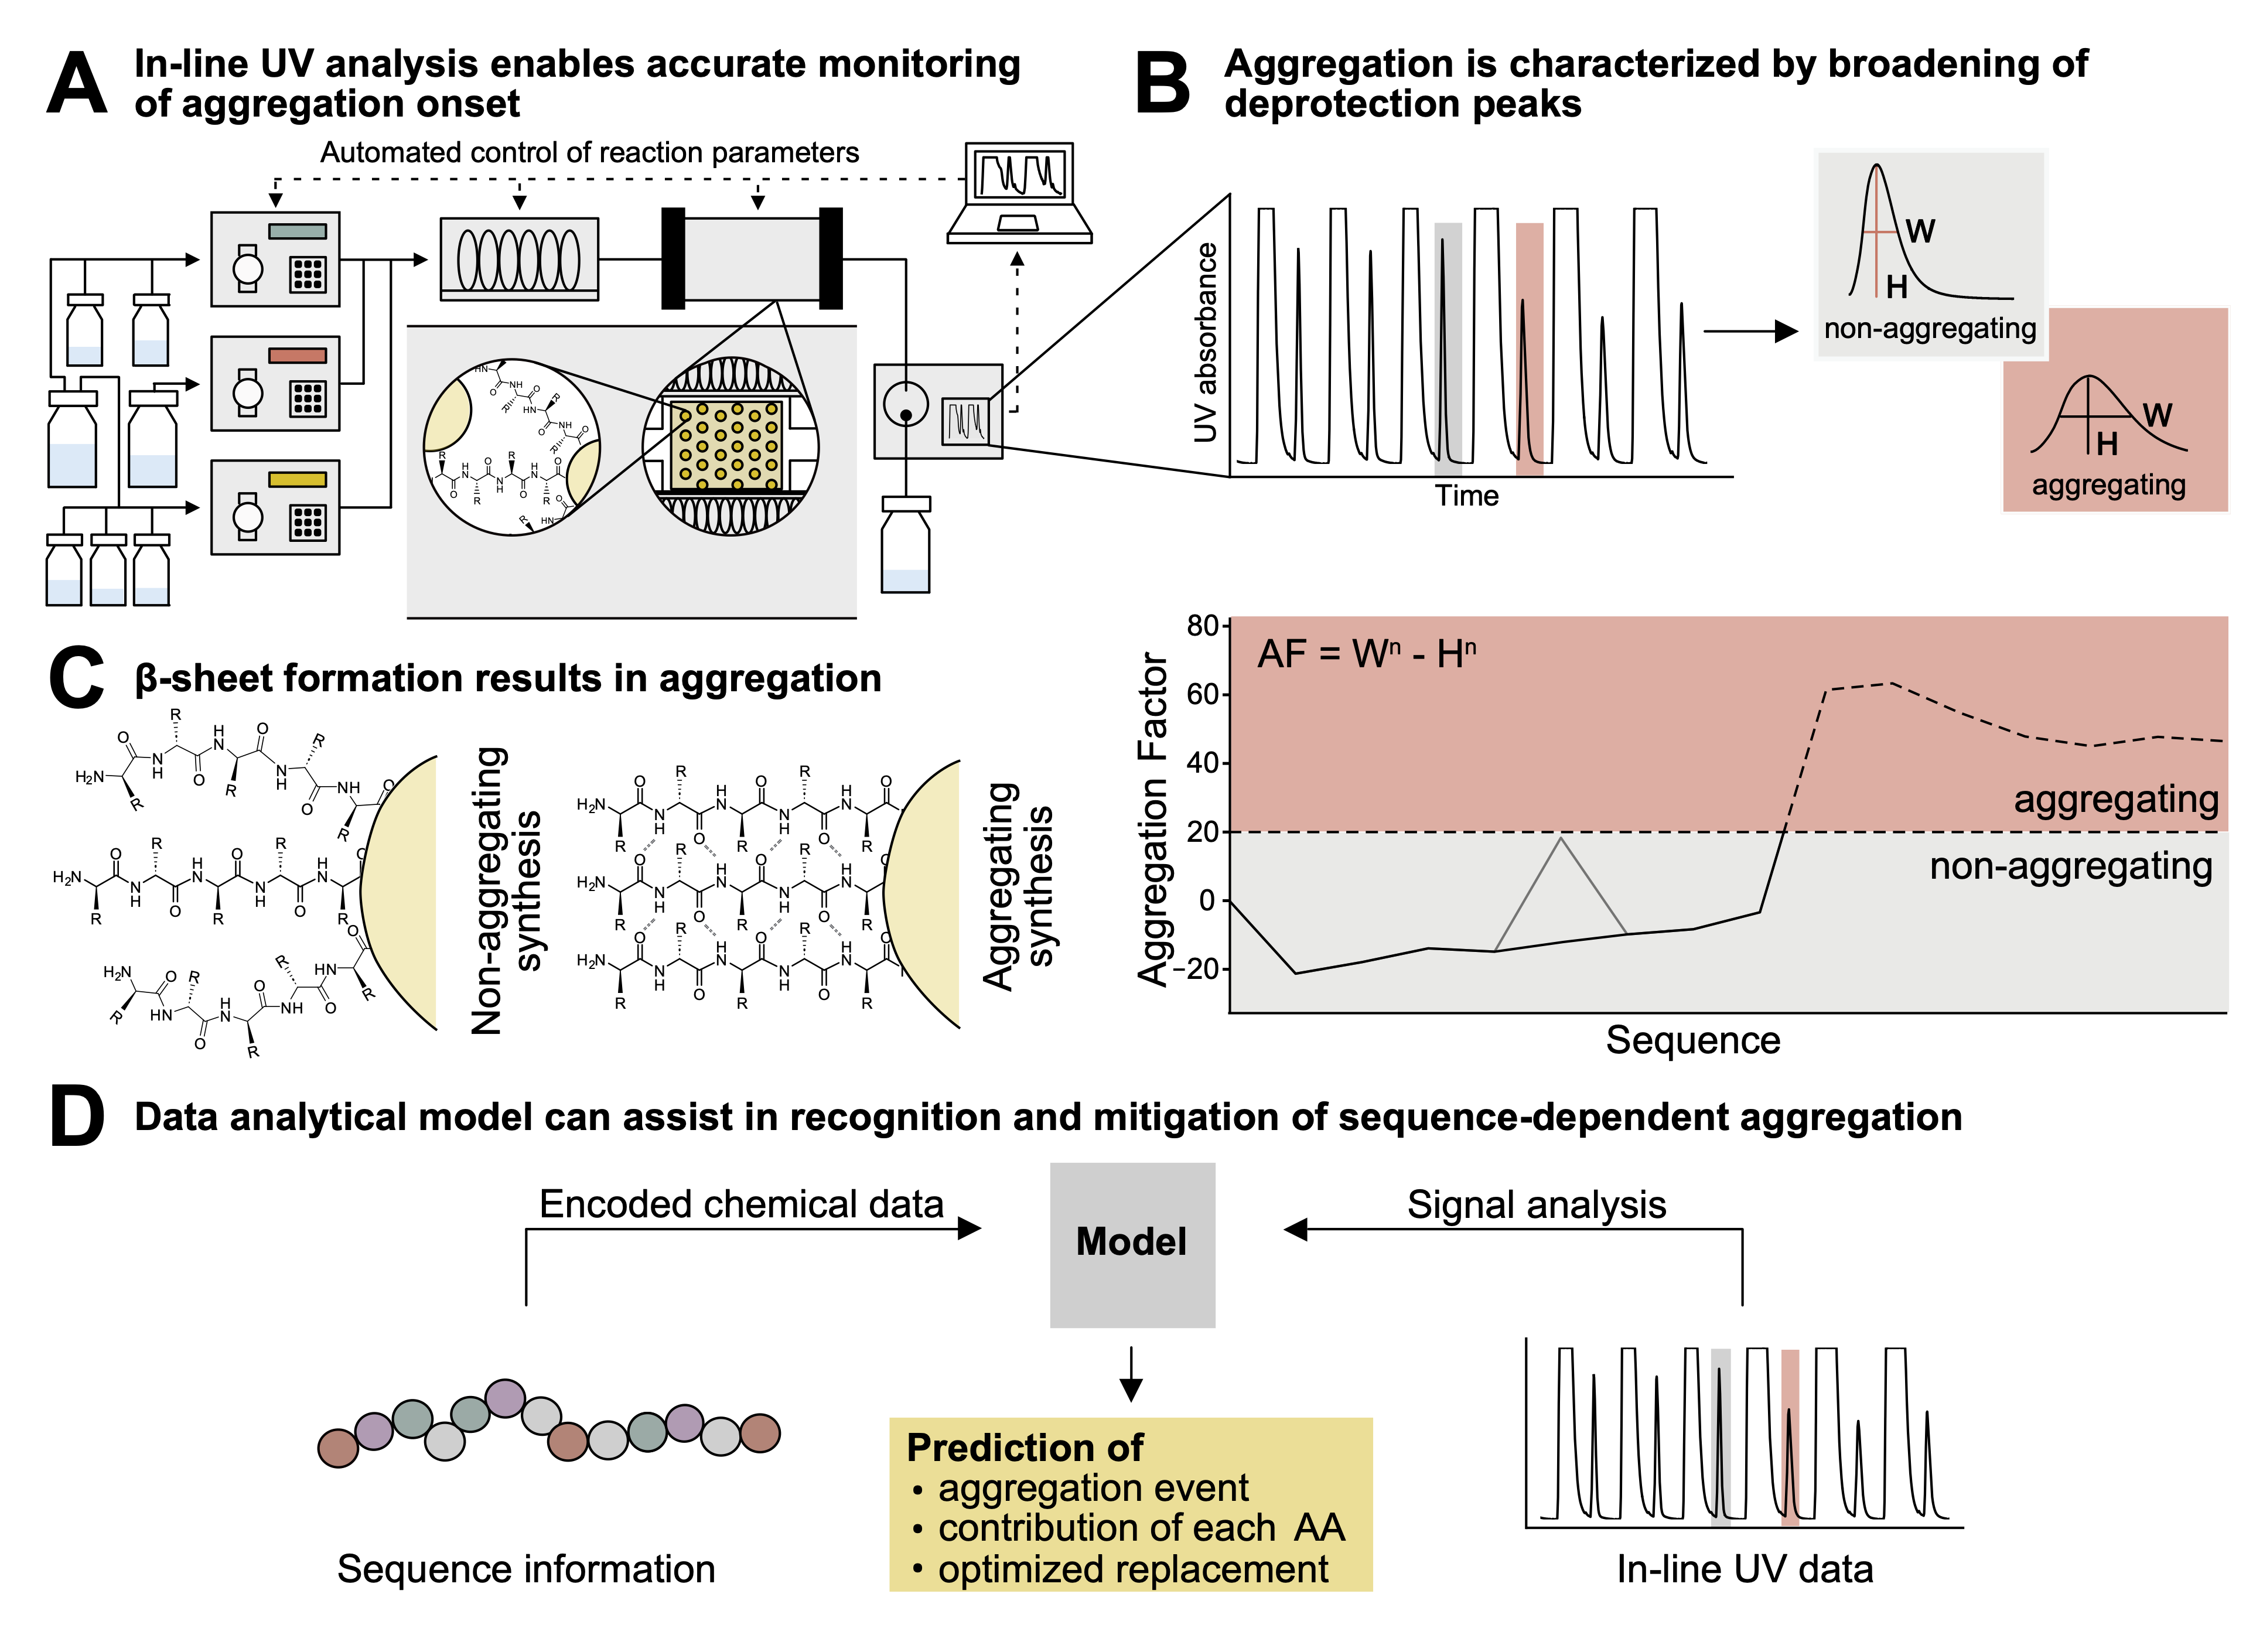 A
In-line UV analysis enables accurate monitoring
of aggregation onset
Automated control of reaction parameters
B
Aggregation is characterized by broadening of
deprotection peaks
UV absorbance
Time
W
H
non-aggregating
W
H
aggregating
80
60
40
20
0
−20
Aggregation Factor
AF = Wⁿ - Hⁿ
aggregating
non-aggregating
Sequence
C
β-sheet formation results in aggregation
Non-aggregating
synthesis
Aggregating
synthesis
D
Data analytical model can assist in recognition and mitigation of sequence-dependent aggregation
Encoded chemical data
Model
Signal analysis
Prediction of
• aggregation event
• contribution of each AA
• optimized replacement
Sequence information
In-line UV data